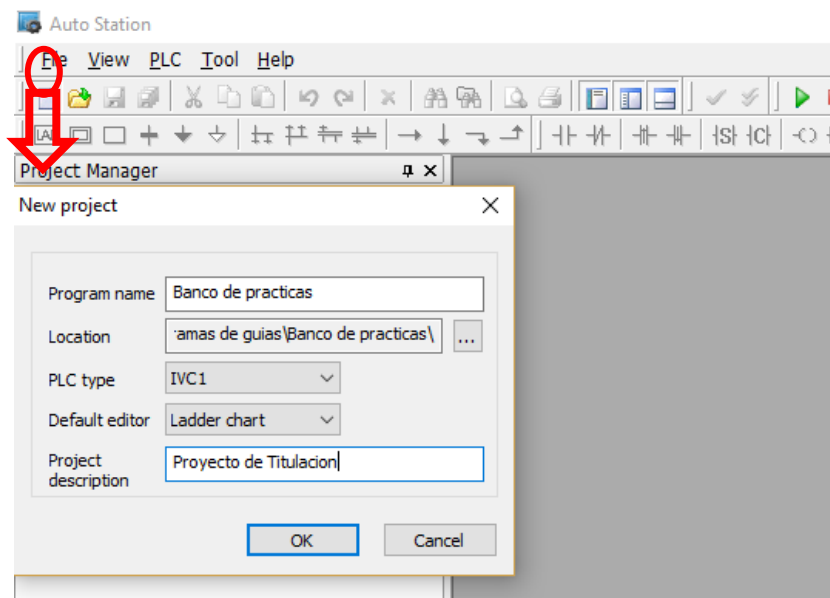 Auto Station
File View PLC Tool Help
Project Manager
New project
Program name Banco de practicas
Location ramas de guias\Banco de practicas\ ...
PLC type IVC1
Default editor Ladder chart
Project description Proyecto de Titulacion
OK Cancel